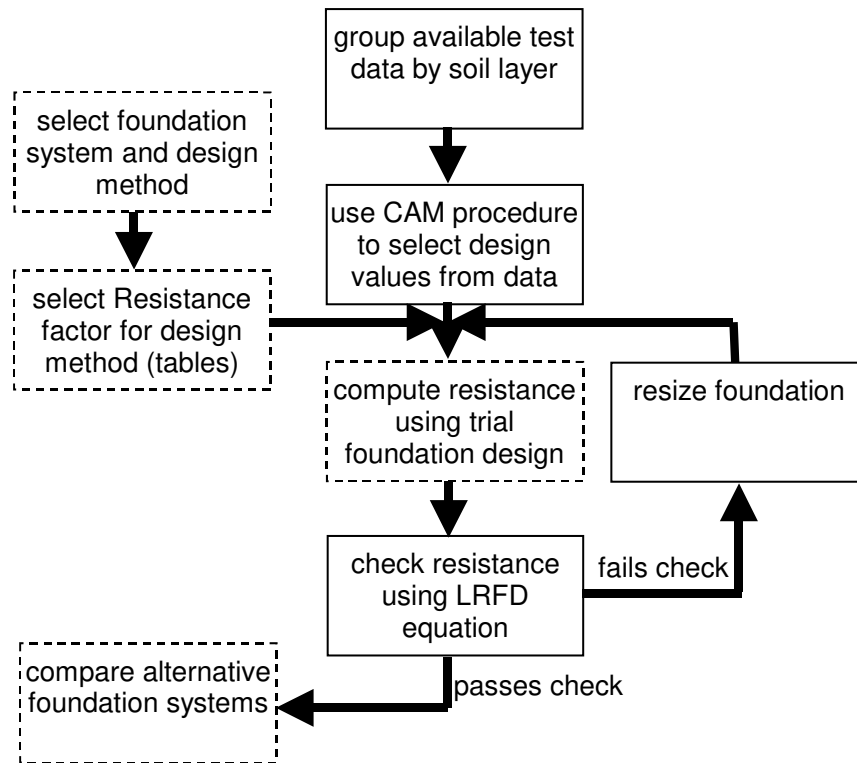 group available test
data by soil layer
select foundation
system and design
method
use CAM procedure
to select design
values from data
select Resistance
factor for design
method (tables)
compute resistance
using trial
foundation design
resize foundation
check resistance
using LRFD
equation
fails check
passes check
compare alternative
foundation systems